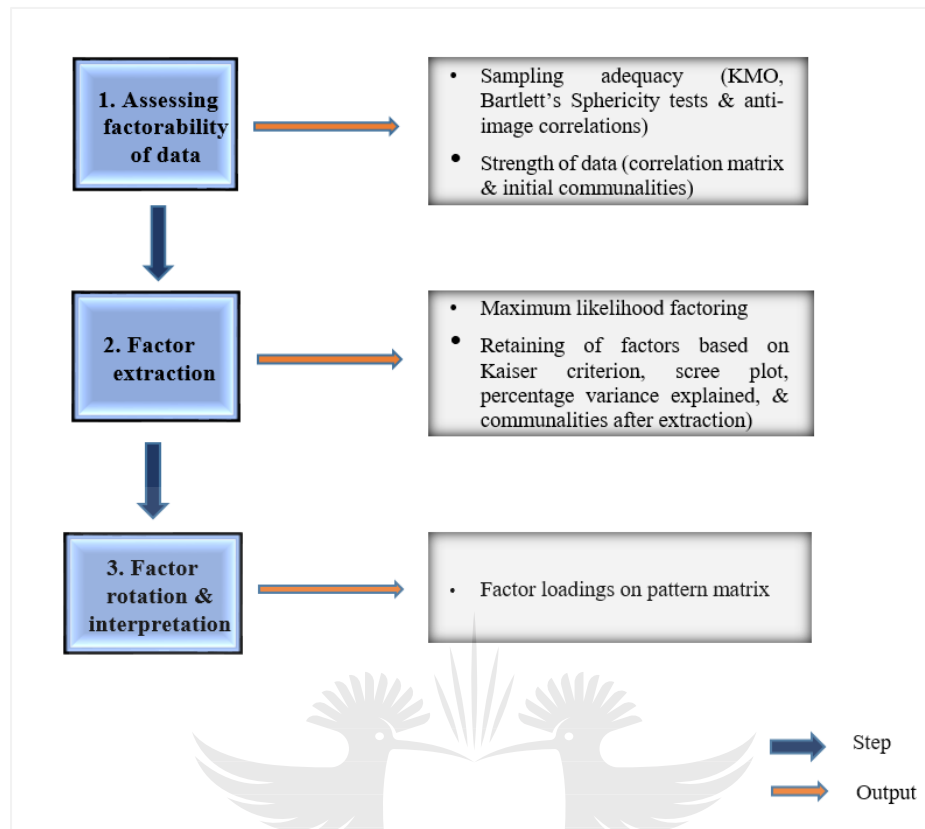 1. Assessing
factorability
of data
• Sampling adequacy (KMO,
Bartlett's Sphericity tests & anti-
image correlations)
• Strength of data (correlation matrix
& initial communalities)
2. Factor
extraction
• Maximum likelihood factoring
• Retaining of factors based on
Kaiser criterion, scree plot,
percentage variance explained, &
communalities after extraction)
3. Factor
rotation &
interpretation
• Factor loadings on pattern matrix
Step
Output